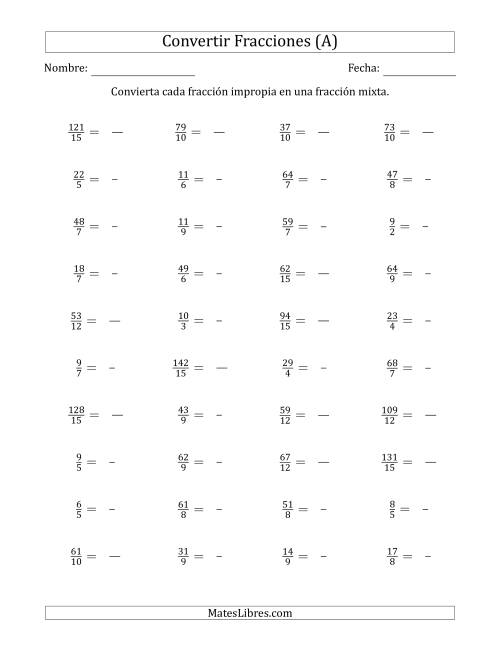 Convertir Fracciones (A)
Nombre: ____________ Fecha: ____________
Convierta cada fracción impropia en una fracción mixta.
121/15 = — 79/10 = — 37/10 = — 73/10 = —
22/5 = – 11/6 = – 64/7 = – 47/8 = –
48/7 = – 11/9 = – 59/7 = – 9/2 = –
18/7 = – 49/6 = – 62/15 = — 64/9 = –
53/12 = — 10/3 = – 94/15 = — 23/4 = –
9/7 = – 142/15 = — 29/4 = – 68/7 = –
128/15 = — 43/9 = – 59/12 = — 109/12 = —
9/5 = – 62/9 = – 67/12 = — 131/15 = —
6/5 = – 61/8 = – 51/8 = – 8/5 = –
61/10 = — 31/9 = – 14/9 = – 17/8 = –
MatesLibres.com